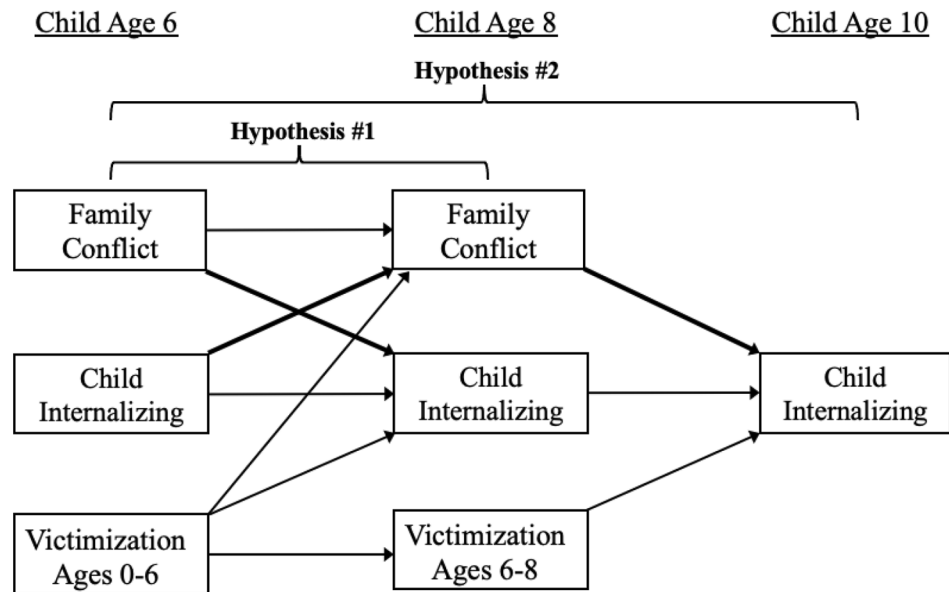 Child Age 6
Child Age 8
Child Age 10
Hypothesis #2
Hypothesis #1
Family
Conflict
Family
Conflict
Child
Internalizing
Child
Internalizing
Child
Internalizing
Victimization
Ages 0-6
Victimization
Ages 6-8